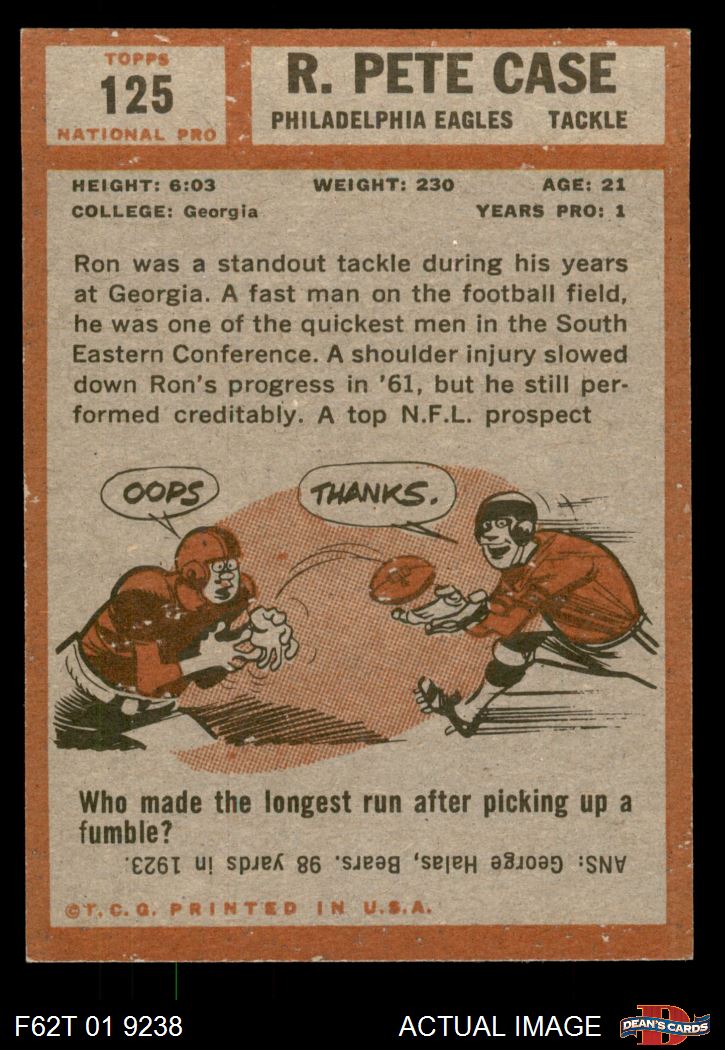 TOPPS
125
NATIONAL PRO
R. PETE CASE
PHILADELPHIA EAGLES TACKLE
HEIGHT: 6:03 WEIGHT: 230 AGE: 21
COLLEGE: Georgia YEARS PRO: 1
Ron was a standout tackle during his years
at Georgia. A fast man on the football field,
he was one of the quickest men in the South
Eastern Conference. A shoulder injury slowed
down Ron's progress in '61, but he still per-
formed creditably. A top N.F.L. prospect
OOPS
THANKS.
Who made the longest run after picking up a
fumble?
ANS: George Halas, Bears. 98 yards in 1923.
©T.C.G. PRINTED IN U.S.A.
F62T 01 9238
ACTUAL IMAGE
D
DEAN'S CARDS